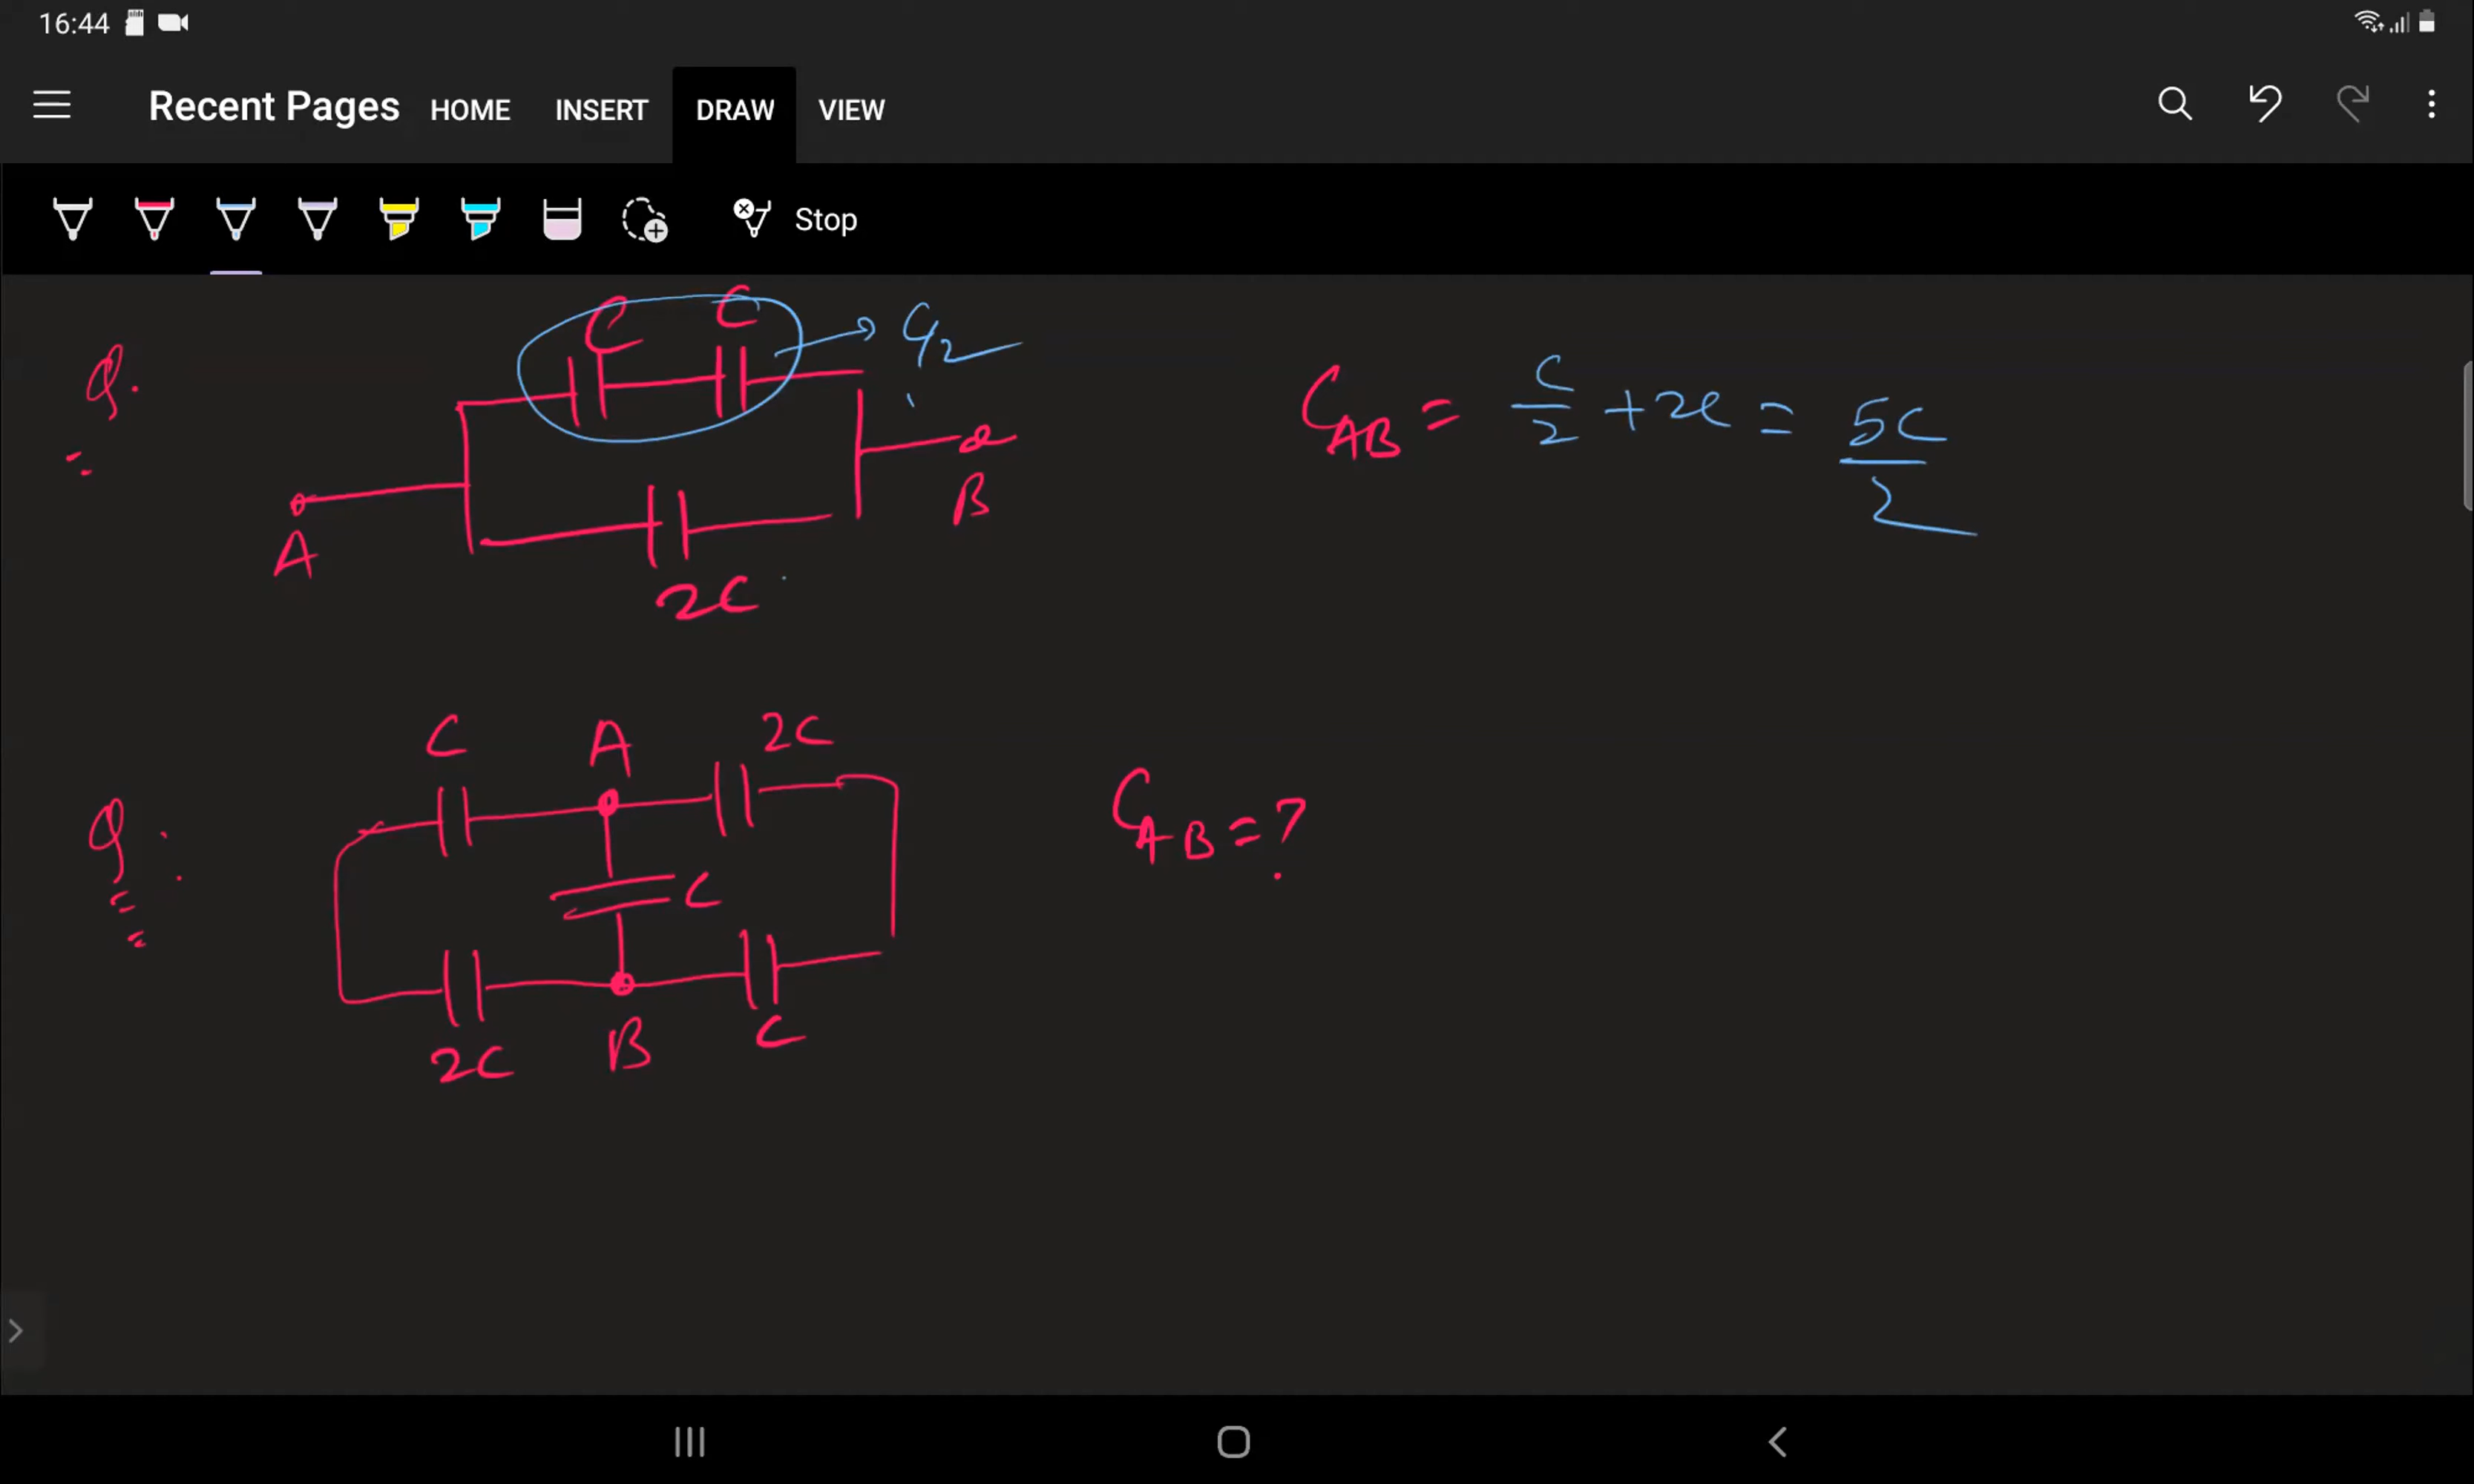 16:44
Recent Pages HOME INSERT DRAW VIEW
Stop
Q.
C C
C/2
A
B
2C
C_AB = C/2 + 2C = 5C/2
Q:
C A 2C
C
2C B C
C_AB = ?